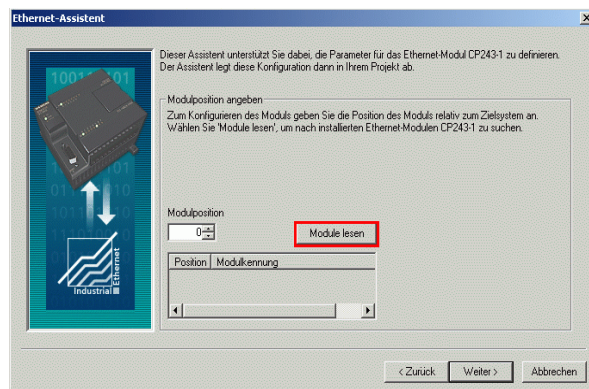 Ethernet-Assistent
Dieser Assistent unterstützt Sie dabei, die Parameter für das Ethernet-Modul CP243-1 zu definieren.
Der Assistent legt diese Konfiguration dann in Ihrem Projekt ab.
Modulposition angeben
Zum Konfigurieren des Moduls geben Sie die Position des Moduls relativ zum Zielsystem an.
Wählen Sie 'Module lesen', um nach installierten Ethernet-Modulen CP243-1 zu suchen.
Modulposition
0
Module lesen
Position Modulkennung
Industrial Ethernet
< Zurück
Weiter >
Abbrechen